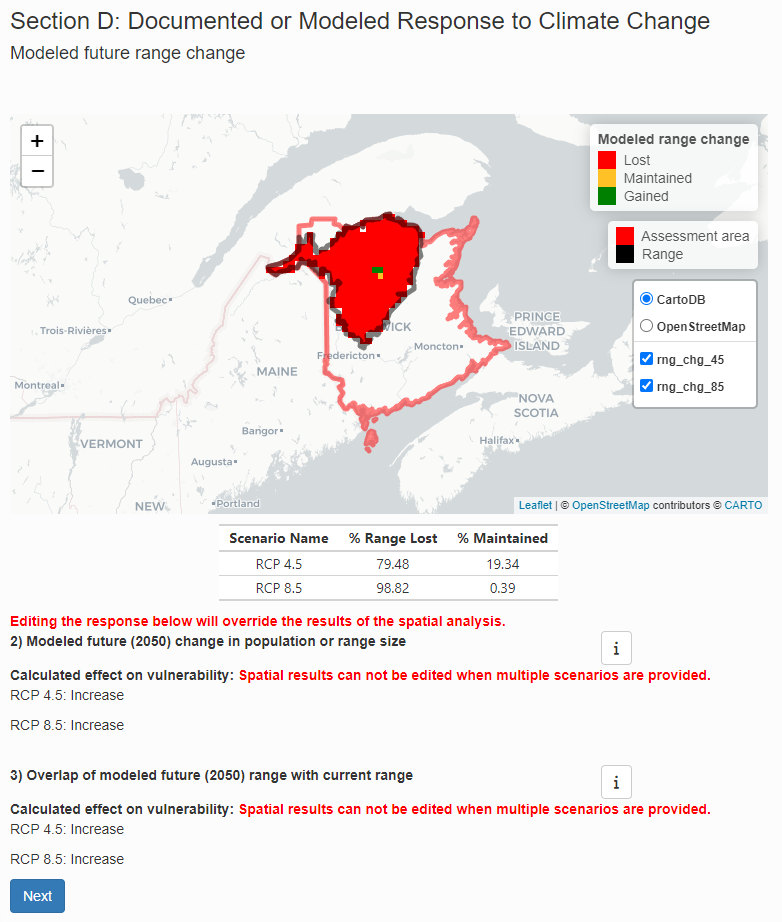 Section D: Documented or Modeled Response to Climate Change
Modeled future range change
+
−
Modeled range change
Lost
Maintained
Gained
Assessment area
Range
CartoDB
OpenStreetMap
rng_chg_45
rng_chg_85
Quebec
Trois-Rivières
Montreal
VERMONT
MAINE
Bangor
Augusta
Portland
NEW
WICK
Fredericton
Moncton
PRINCE
EDWARD
ISLAND
NOVA
SCOTIA
Halifax
Leaflet | © OpenStreetMap contributors © CARTO
Scenario Name % Range Lost % Maintained
RCP 4.5 79.48 19.34
RCP 8.5 98.82 0.39
Editing the response below will override the results of the spatial analysis.
2) Modeled future (2050) change in population or range size
i
Calculated effect on vulnerability: Spatial results can not be edited when multiple scenarios are provided.
RCP 4.5: Increase
RCP 8.5: Increase
3) Overlap of modeled future (2050) range with current range
i
Calculated effect on vulnerability: Spatial results can not be edited when multiple scenarios are provided.
RCP 4.5: Increase
RCP 8.5: Increase
Next